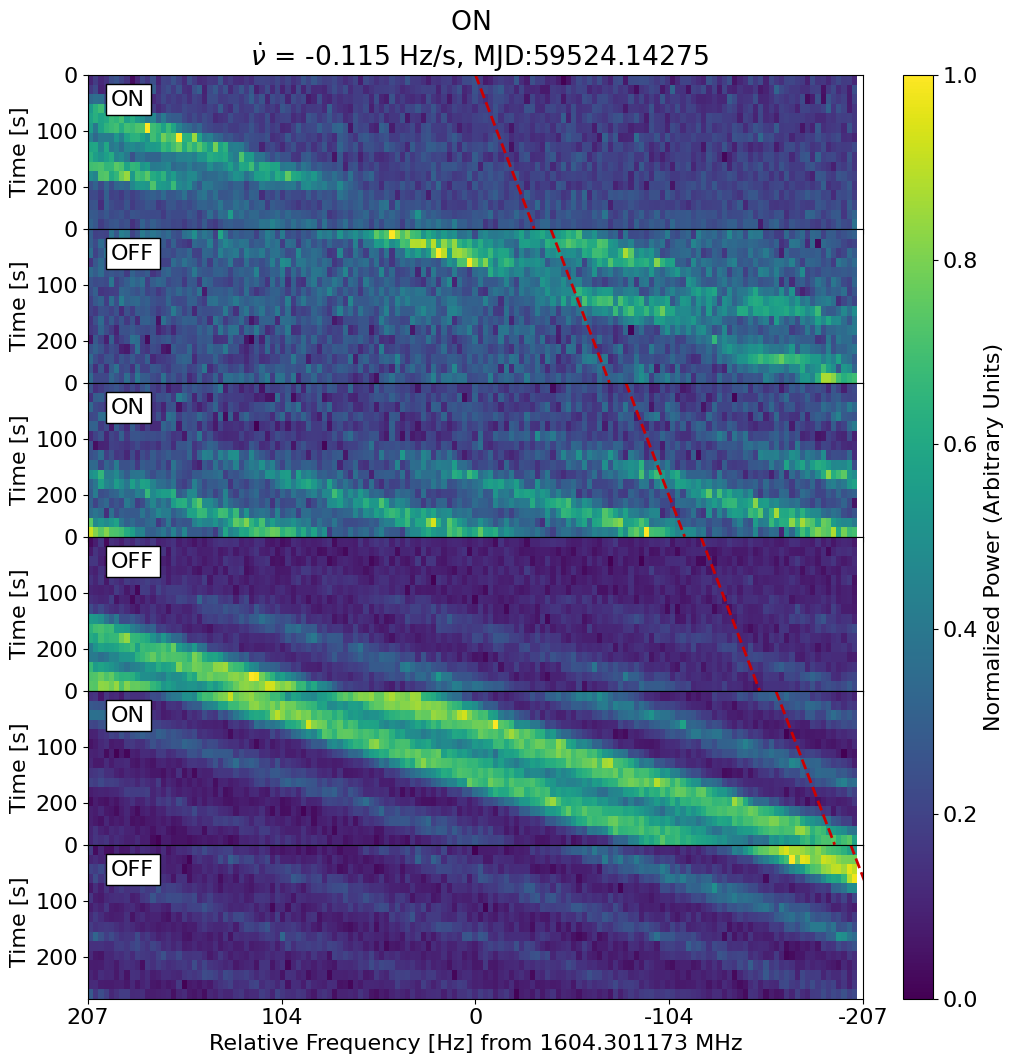 ON
ν̇ = -0.115 Hz/s, MJD:59524.14275
0
ON
100
Time [s]
200
0
OFF
100
Time [s]
200
0
ON
100
Time [s]
200
0
OFF
100
Time [s]
200
0
ON
100
Time [s]
200
0
OFF
100
Time [s]
200
207 104 0 -104 -207
Relative Frequency [Hz] from 1604.301173 MHz
1.0
0.8
0.6
0.4
0.2
0.0
Normalized Power (Arbitrary Units)